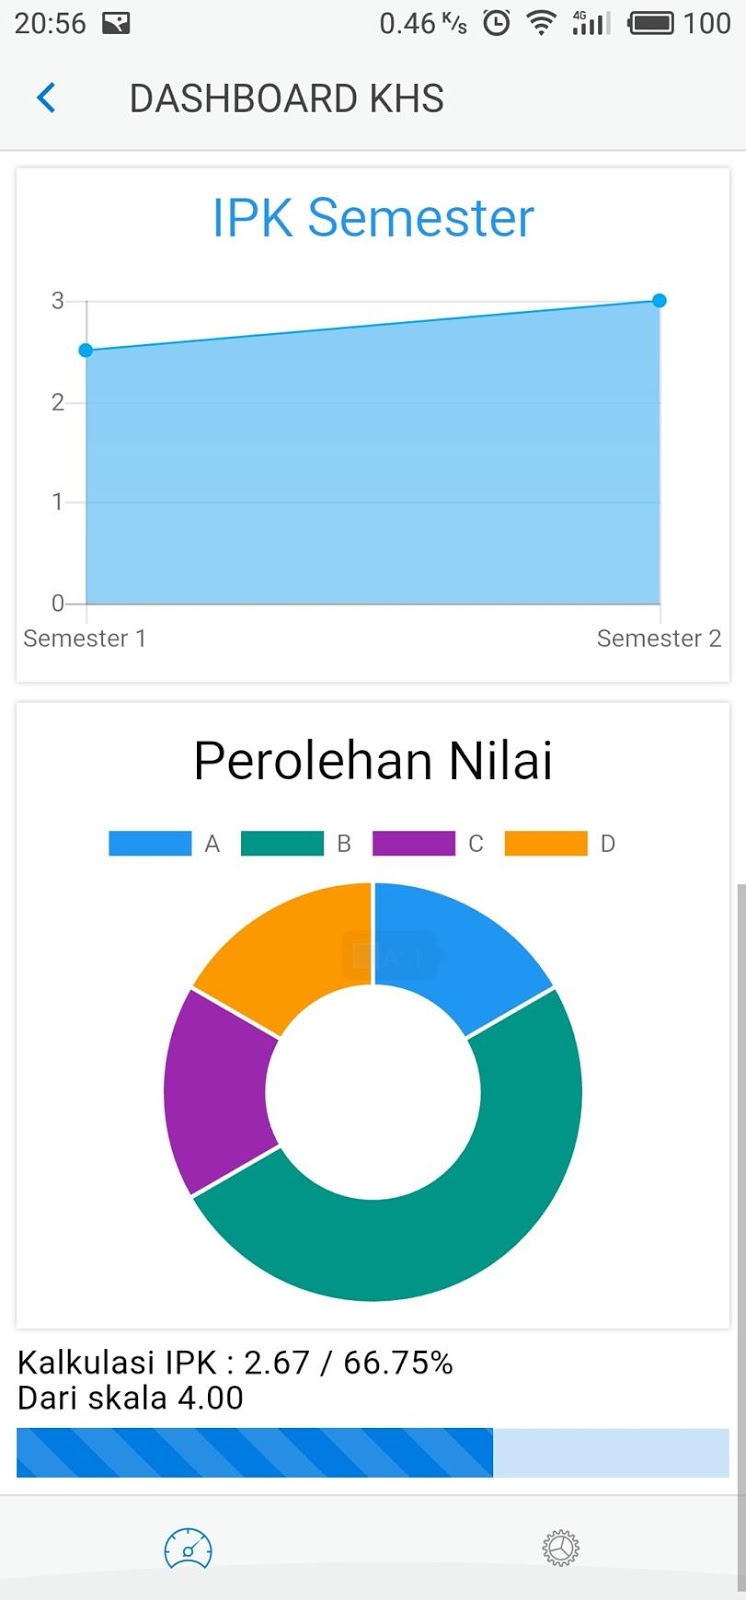 20:56 0.46 K/s 4G 100
DASHBOARD KHS
IPK Semester
3
2
1
0
Semester 1 Semester 2
Perolehan Nilai
A B C D
Kalkulasi IPK : 2.67 / 66.75%
Dari skala 4.00